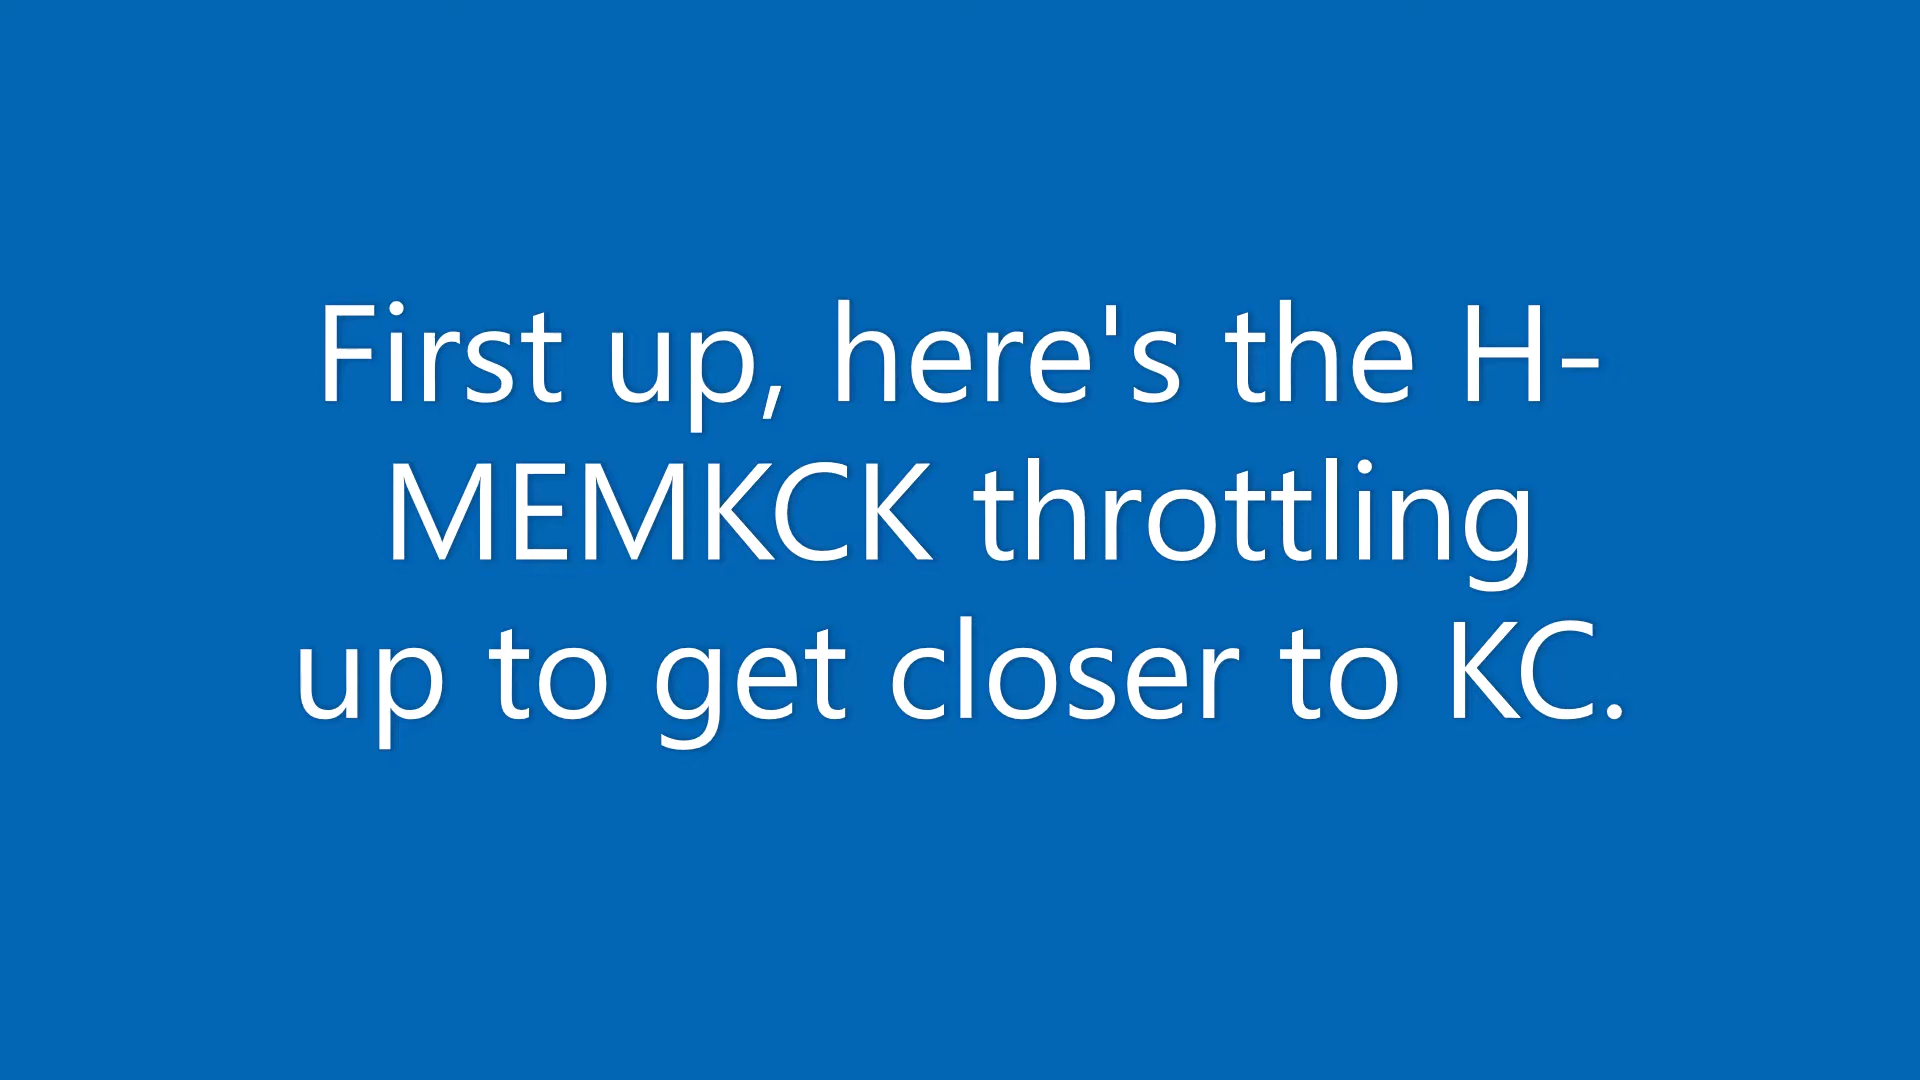 First up, here's the H-
MEMKCK throttling
up to get closer to KC.